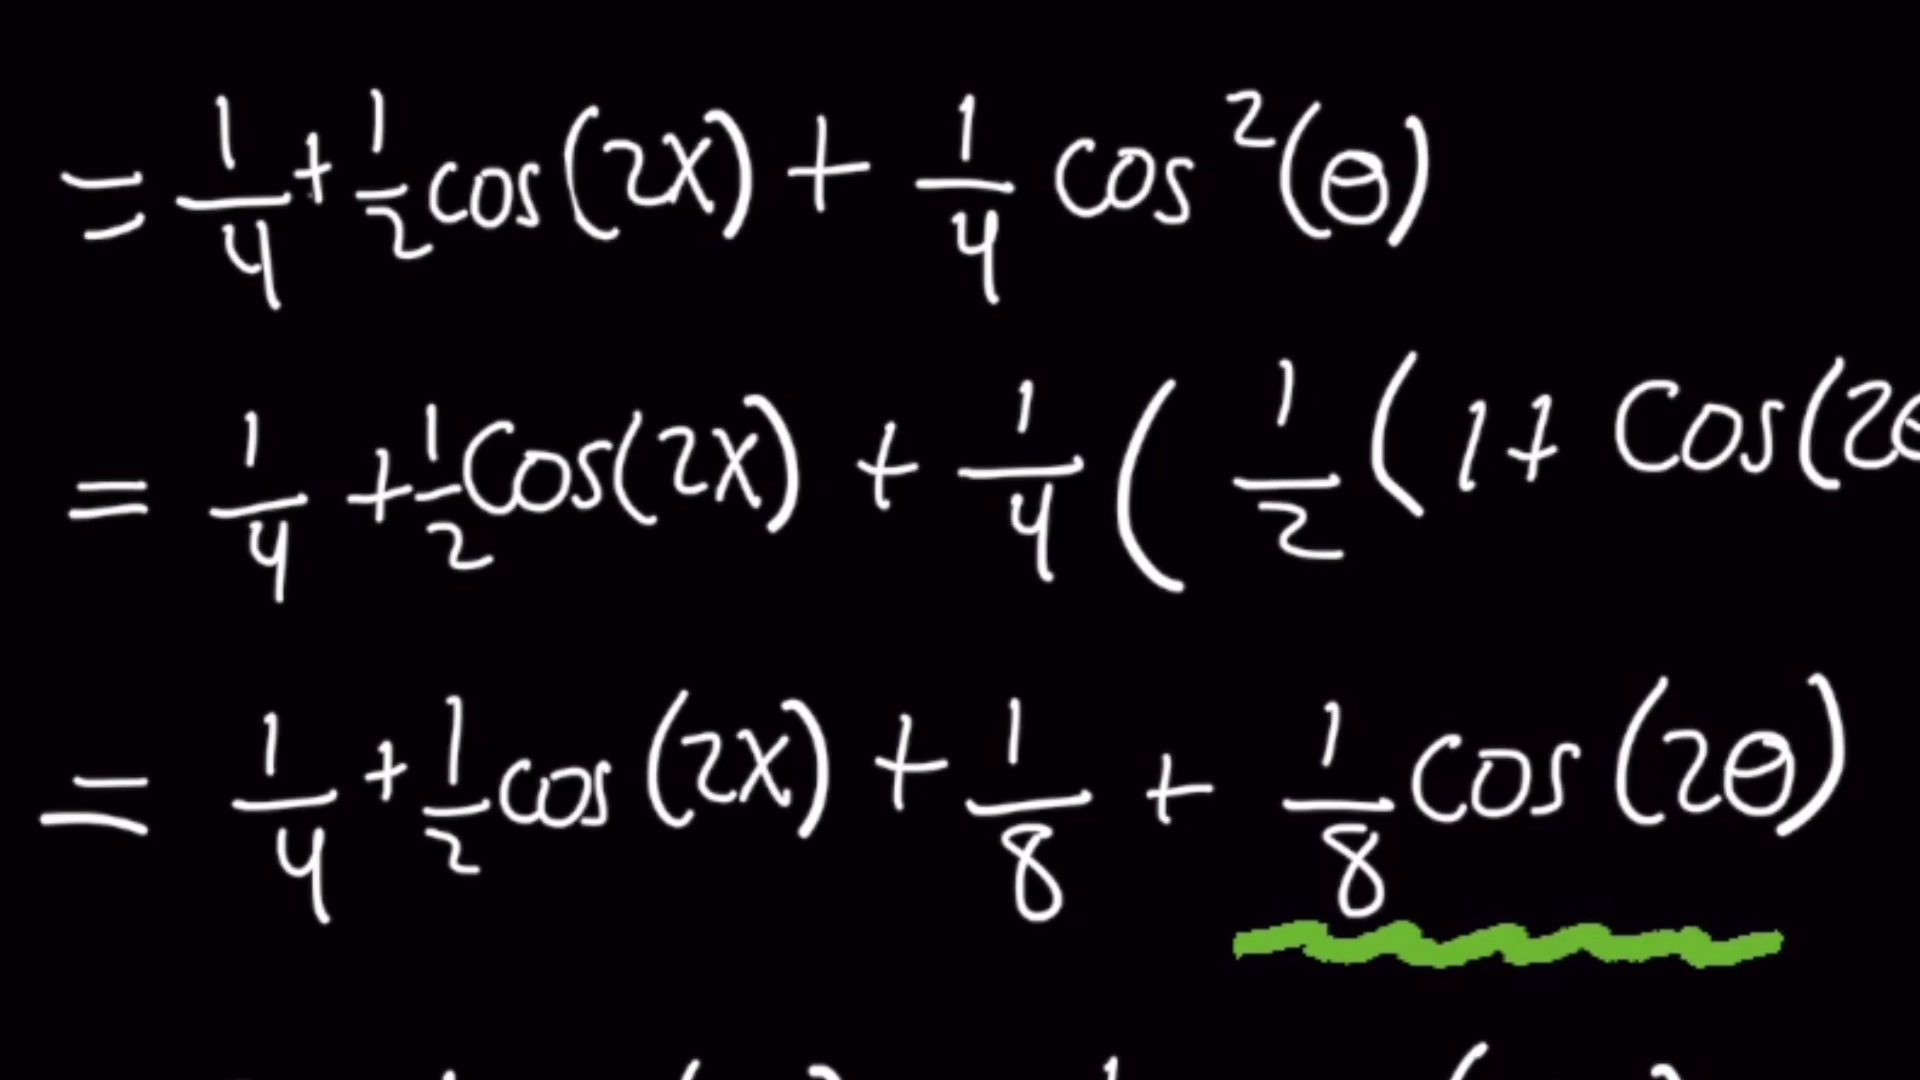 = 1/4 + 1/2 cos(2x) + 1/4 cos²(θ)
= 1/4 + 1/2 cos(2x) + 1/4 ( 1/2 ( 1 + cos(2θ
= 1/4 + 1/2 cos(2x) + 1/8 + 1/8 cos(2θ)